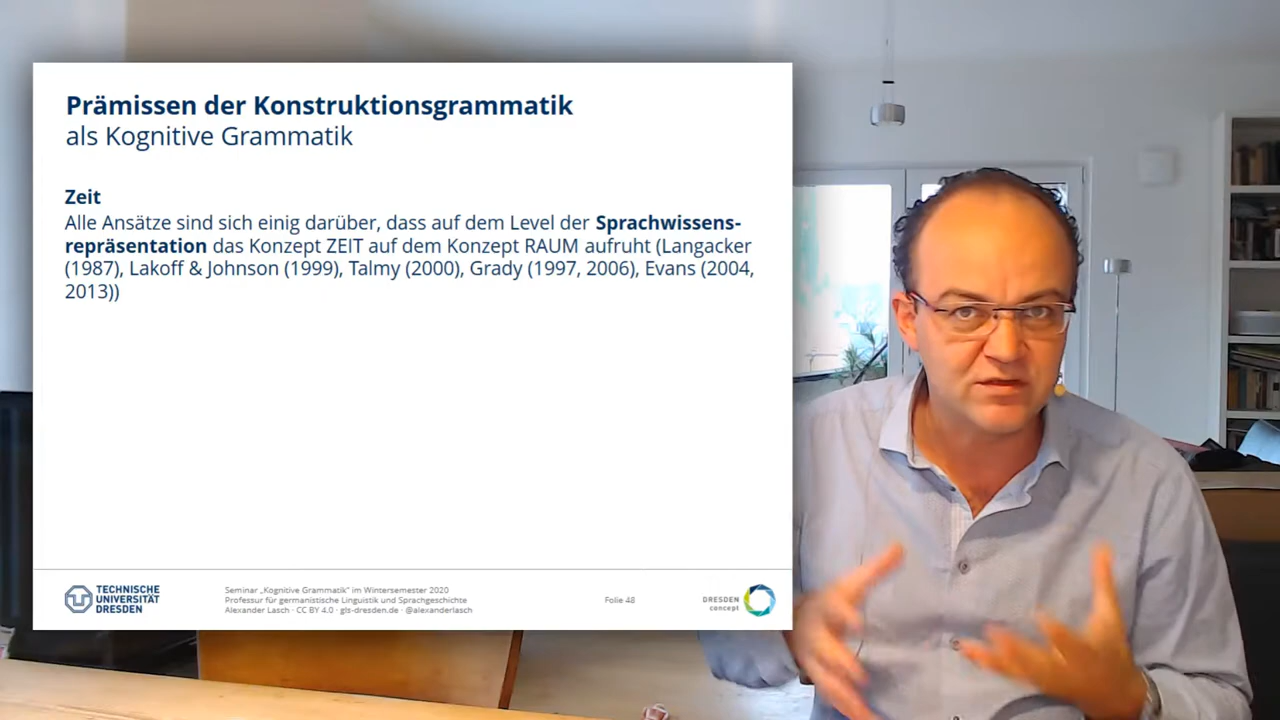 Prämissen der Konstruktionsgrammatik
als Kognitive Grammatik
Zeit
Alle Ansätze sind sich einig darüber, dass auf dem Level der Sprachwissens-
repräsentation das Konzept ZEIT auf dem Konzept RAUM aufruht (Langacker
(1987), Lakoff & Johnson (1999), Talmy (2000), Grady (1997, 2006), Evans (2004,
2013))
TECHNISCHE
UNIVERSITÄT
DRESDEN
Seminar „Kognitive Grammatik" im Wintersemester 2020
Professur für germanistische Linguistik und Sprachgeschichte
Alexander Lasch · CC BY 4.0 · gls-dresden.de · @alexanderlasch
Folie 48
DRESDEN
concept